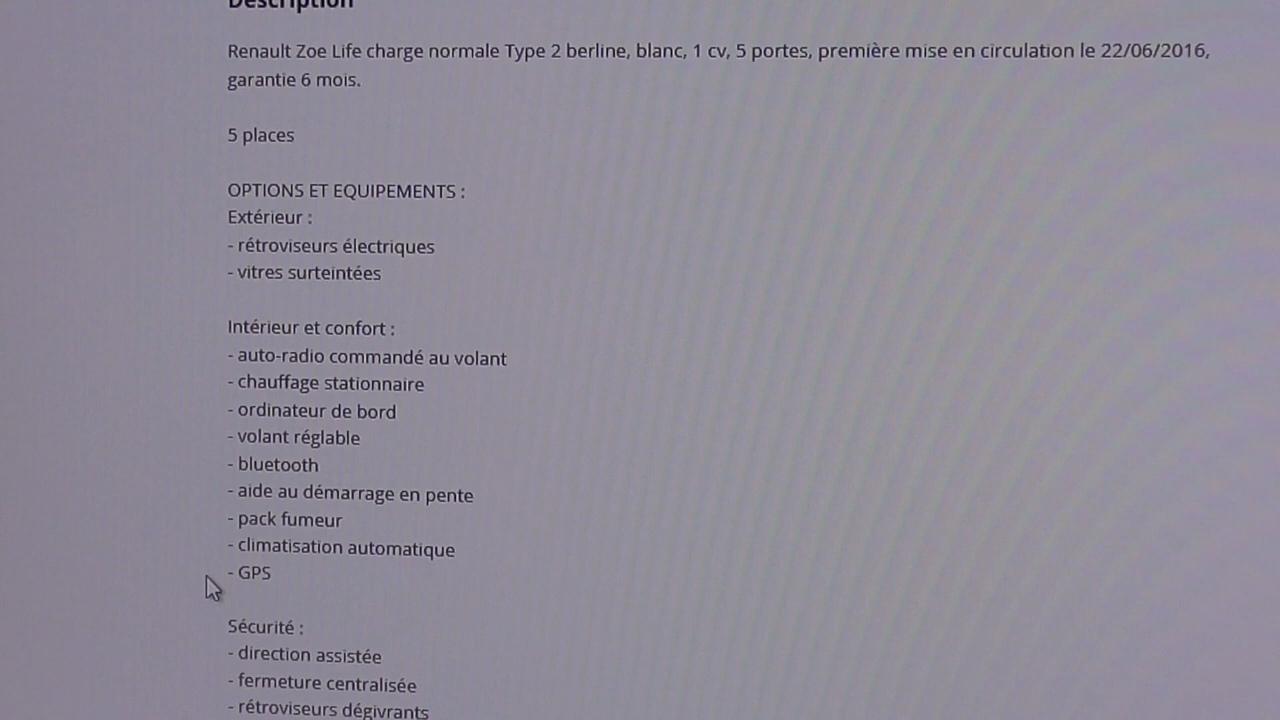 Description
Renault Zoe Life charge normale Type 2 berline, blanc, 1 cv, 5 portes, première mise en circulation le 22/06/2016,
garantie 6 mois.
5 places
OPTIONS ET EQUIPEMENTS :
Extérieur :
- rétroviseurs électriques
- vitres surteintées
Intérieur et confort :
- auto-radio commandé au volant
- chauffage stationnaire
- ordinateur de bord
- volant réglable
- bluetooth
- aide au démarrage en pente
- pack fumeur
- climatisation automatique
- GPS
Sécurité :
- direction assistée
- fermeture centralisée
- rétroviseurs dégivrants